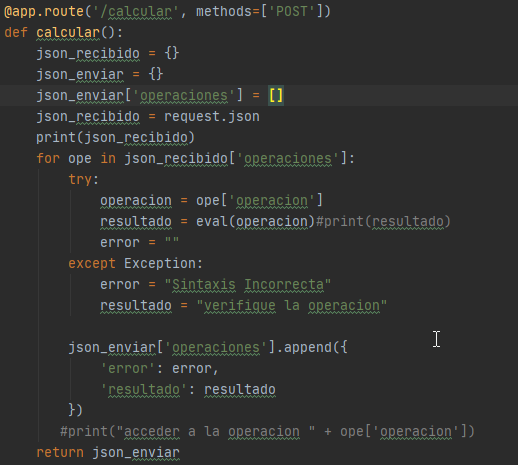 @app.route('/calcular', methods=['POST'])
def calcular():
    json_recibido = {}
    json_enviar = {}
    json_enviar['operaciones'] = []
    json_recibido = request.json
    print(json_recibido)
    for ope in json_recibido['operaciones']:
        try:
            operacion = ope['operacion']
            resultado = eval(operacion)#print(resultado)
            error = ""
        except Exception:
            error = "Sintaxis Incorrecta"
            resultado = "verifique la operacion"

        json_enviar['operaciones'].append({
            'error': error,
            'resultado': resultado
        })
       #print("acceder a la operacion " + ope['operacion'])
    return json_enviar